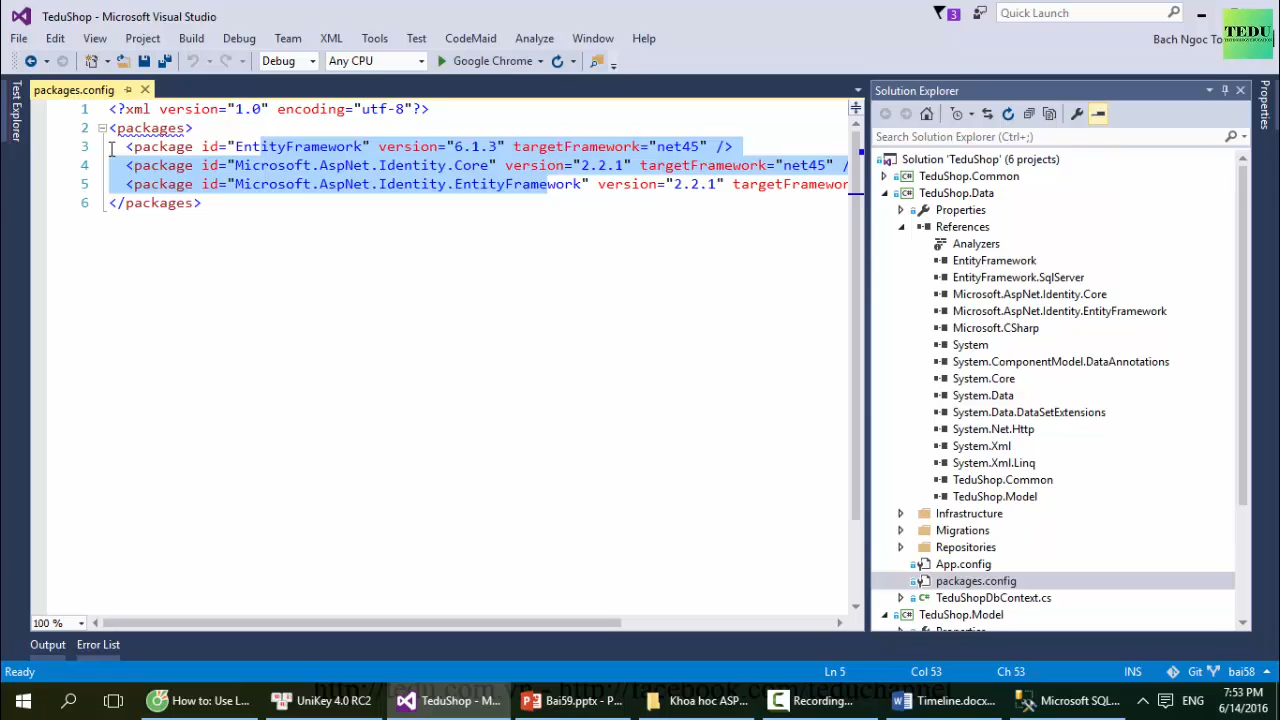 TeduShop - Microsoft Visual Studio
3
Quick Launch (Ctrl+Q)
File Edit View Project Build Debug Team XML Tools Test CodeMaid Analyze Window Help
Bach Ngoc To
TEDU
Debug Any CPU Google Chrome
Test Explorer
packages.config
1 <?xml version="1.0" encoding="utf-8"?>
2 <packages>
3 <package id="EntityFramework" version="6.1.3" targetFramework="net45" />
4 <package id="Microsoft.AspNet.Identity.Core" version="2.2.1" targetFramework="net45" /
5 <package id="Microsoft.AspNet.Identity.EntityFramework" version="2.2.1" targetFramewor
6 </packages>
100 %
Solution Explorer
Search Solution Explorer (Ctrl+;)
Solution 'TeduShop' (6 projects)
TeduShop.Common
TeduShop.Data
Properties
References
Analyzers
EntityFramework
EntityFramework.SqlServer
Microsoft.AspNet.Identity.Core
Microsoft.AspNet.Identity.EntityFramework
Microsoft.CSharp
System
System.ComponentModel.DataAnnotations
System.Core
System.Data
System.Data.DataSetExtensions
System.Net.Http
System.Xml
System.Xml.Linq
TeduShop.Common
TeduShop.Model
Infrastructure
Migrations
Repositories
App.config
packages.config
TeduShopDbContext.cs
TeduShop.Model
Properties
Output Error List
Ready Ln 5 Col 53 Ch 53 INS Git bai58
How to: Use L... UniKey 4.0 RC2 TeduShop - M... Bai59.pptx - P... Khoa hoc ASP... Recording... Timeline.docx... Microsoft SQL... ENG 7:53 PM
6/14/2016